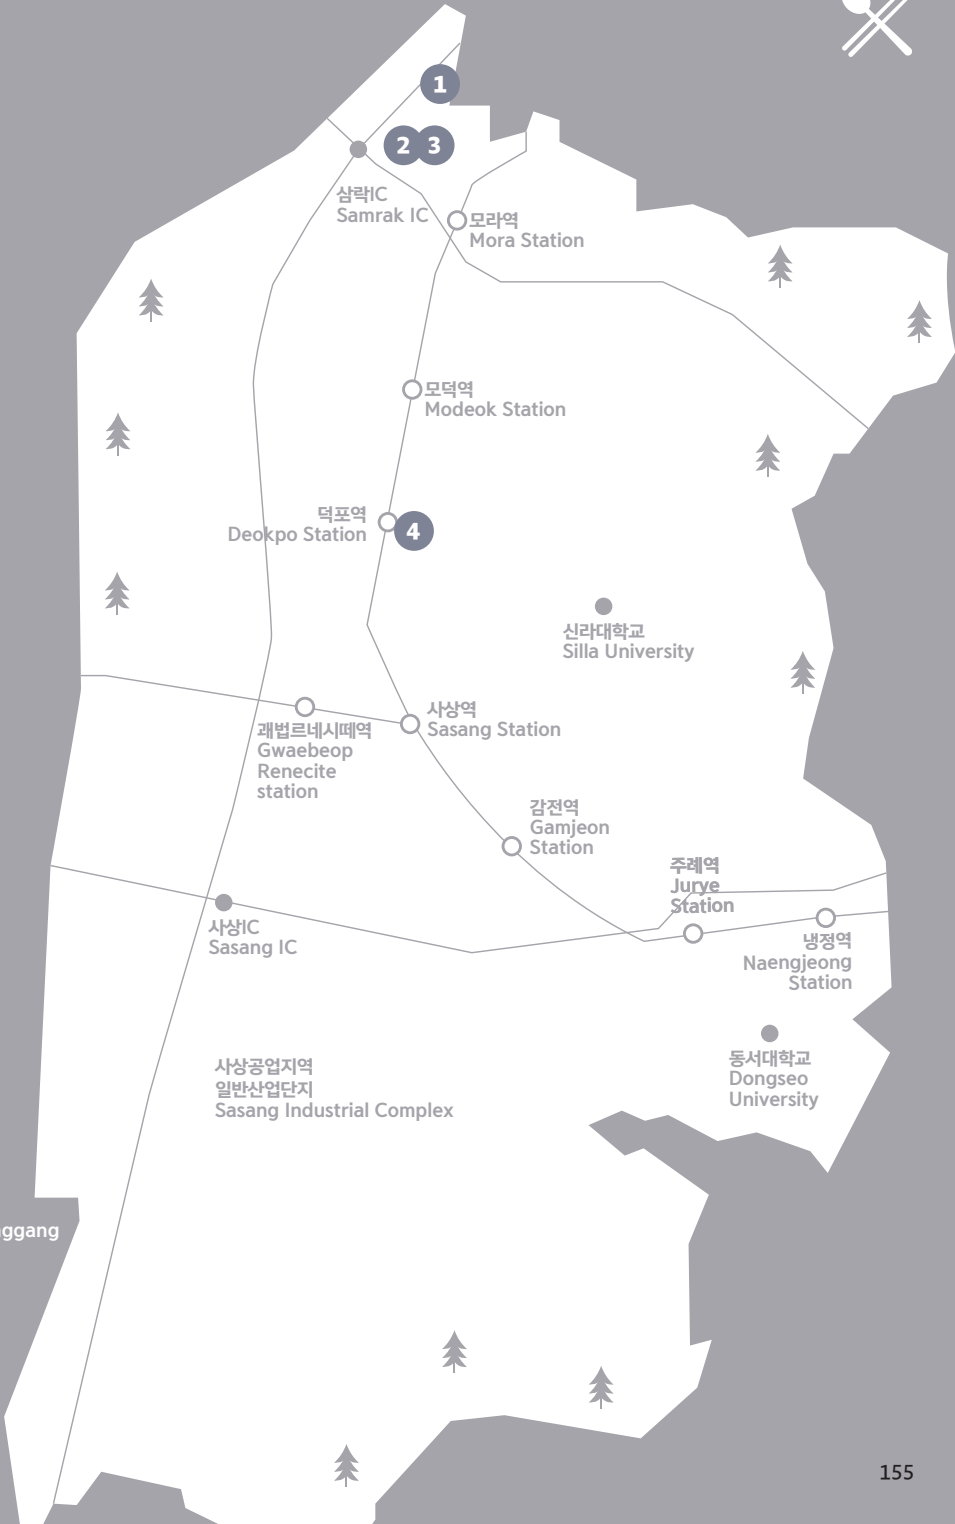 1
2 3
삼락IC
Samrak IC
모라역
Mora Station
모덕역
Modeok Station
덕포역
Deokpo Station
4
신라대학교
Silla University
사상역
Sasang Station
괘법르네시떼역
Gwaebeop
Renecite
station
감전역
Gamjeon
Station
주례역
Jurye
Station
사상IC
Sasang IC
냉정역
Naengjeong
Station
동서대학교
Dongseo
University
사상공업지역
일반산업단지
Sasang Industrial Complex
ggang
155